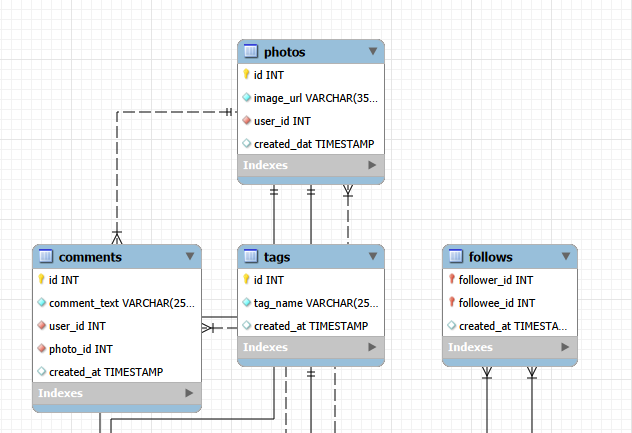 photos
id INT
image_url VARCHAR(35...
user_id INT
created_dat TIMESTAMP
Indexes
comments
id INT
comment_text VARCHAR(25...
user_id INT
photo_id INT
created_at TIMESTAMP
Indexes
tags
id INT
tag_name VARCHAR(25...
created_at TIMESTAMP
Indexes
follows
follower_id INT
followee_id INT
created_at TIMESTA...
Indexes